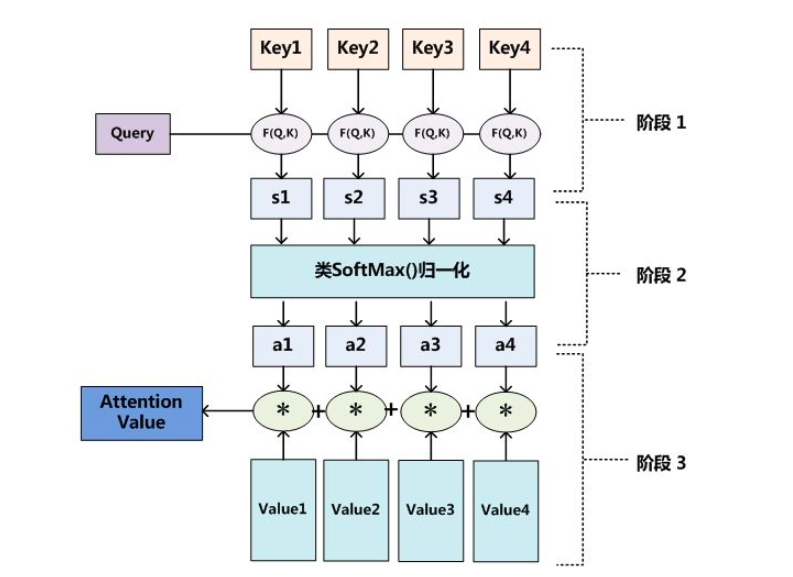 Key1 Key2 Key3 Key4
阶段 1
Query F(Q,K) F(Q,K) F(Q,K) F(Q,K)
s1 s2 s3 s4
类SoftMax()归一化
阶段 2
a1 a2 a3 a4
Attention
Value
* + * + * + *
阶段 3
Value1 Value2 Value3 Value4